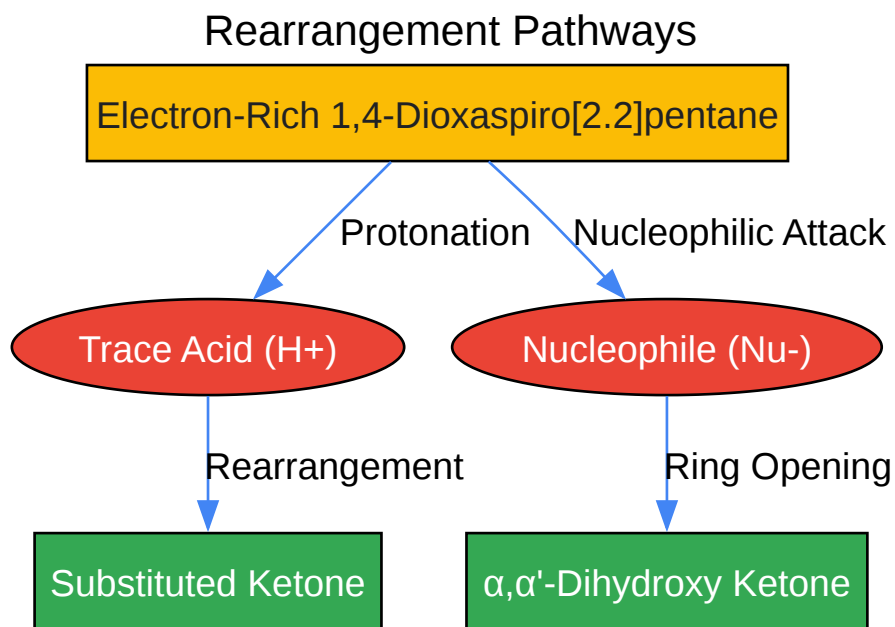 Rearrangement Pathways
Electron-Rich 1,4-Dioxaspiro[2.2]pentane
Protonation
Nucleophilic Attack
Trace Acid (H+)
Nucleophile (Nu-)
Rearrangement
Ring Opening
Substituted Ketone
α,α'-Dihydroxy Ketone